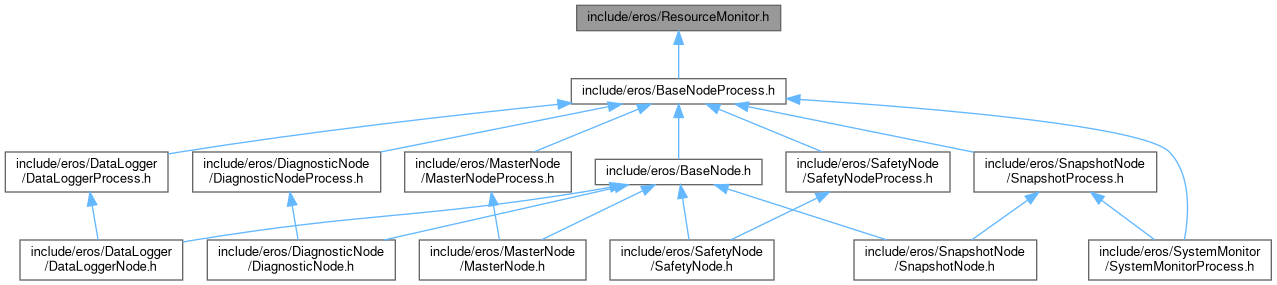 include/eros/ResourceMonitor.h
include/eros/BaseNodeProcess.h
include/eros/DataLogger
/DataLoggerProcess.h
include/eros/DiagnosticNode
/DiagnosticNodeProcess.h
include/eros/MasterNode
/MasterNodeProcess.h
include/eros/BaseNode.h
include/eros/SafetyNode
/SafetyNodeProcess.h
include/eros/SnapshotNode
/SnapshotProcess.h
include/eros/DataLogger
/DataLoggerNode.h
include/eros/DiagnosticNode
/DiagnosticNode.h
include/eros/MasterNode
/MasterNode.h
include/eros/SafetyNode
/SafetyNode.h
include/eros/SnapshotNode
/SnapshotNode.h
include/eros/SystemMonitor
/SystemMonitorProcess.h